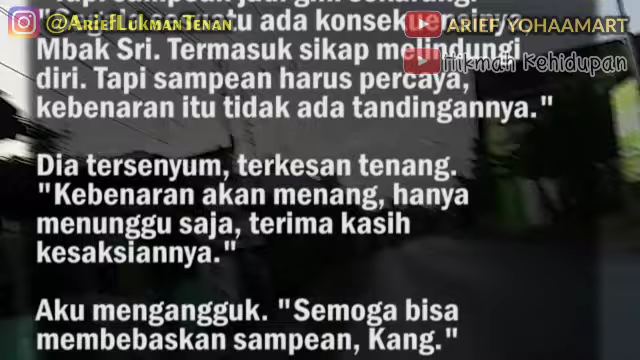 @AriefLukmanTenan
ARIEF YOHAAMART
ada konsekuensinya,
Mbak Sri. Termasuk sikap melindungi
Hikmah Kehidupan
diri. Tapi sampean harus percaya,
kebenaran itu tidak ada tandingannya."
Dia tersenyum, terkesan tenang.
"Kebenaran akan menang, hanya
menunggu saja, terima kasih
kesaksiannya."
Aku mengangguk. "Semoga bisa
membebaskan sampean, Kang."